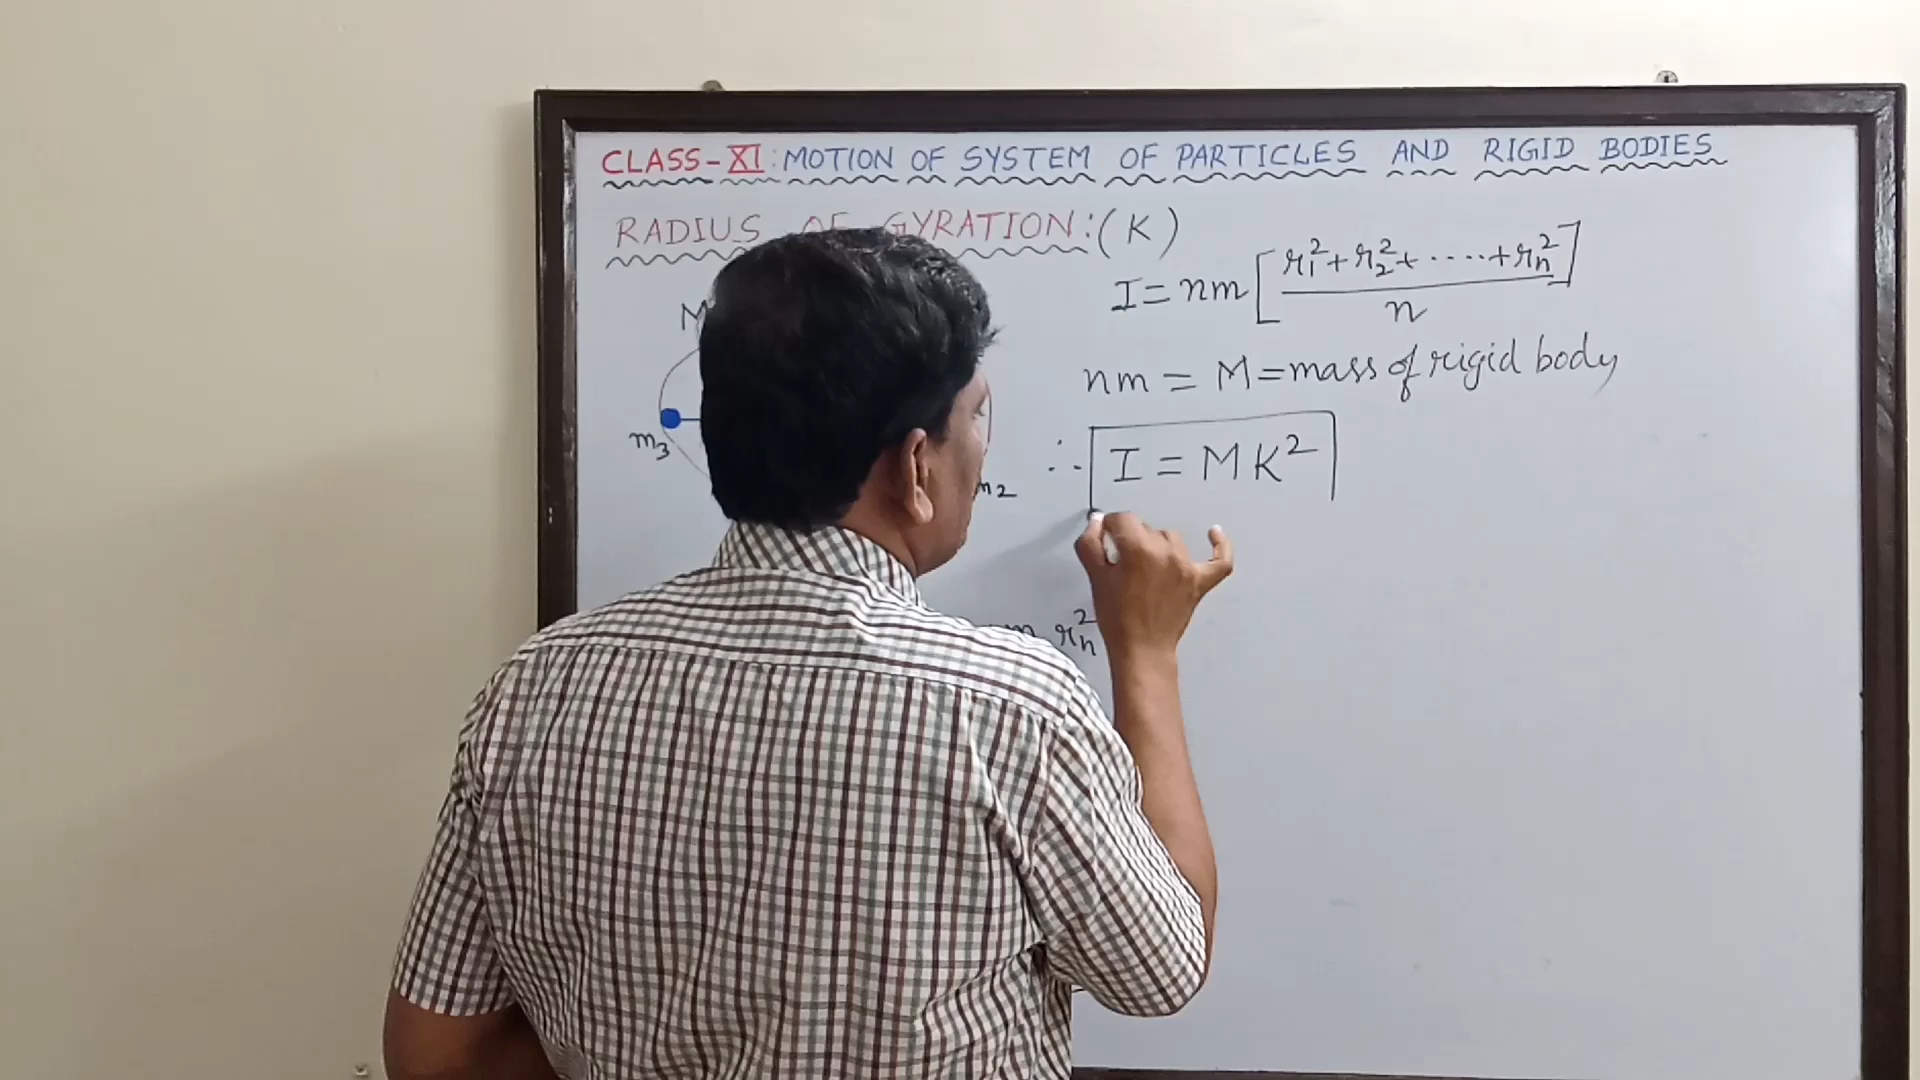 CLASS-XI: MOTION OF SYSTEM OF PARTICLES AND RIGID BODIES
RADIUS OF GYRATION:(K)
M
m₃
I = nm [ (r₁² + r₂² + ..... + rₙ²) / n ]
nm = M = mass of rigid body
∴ I = MK²
rₙ²